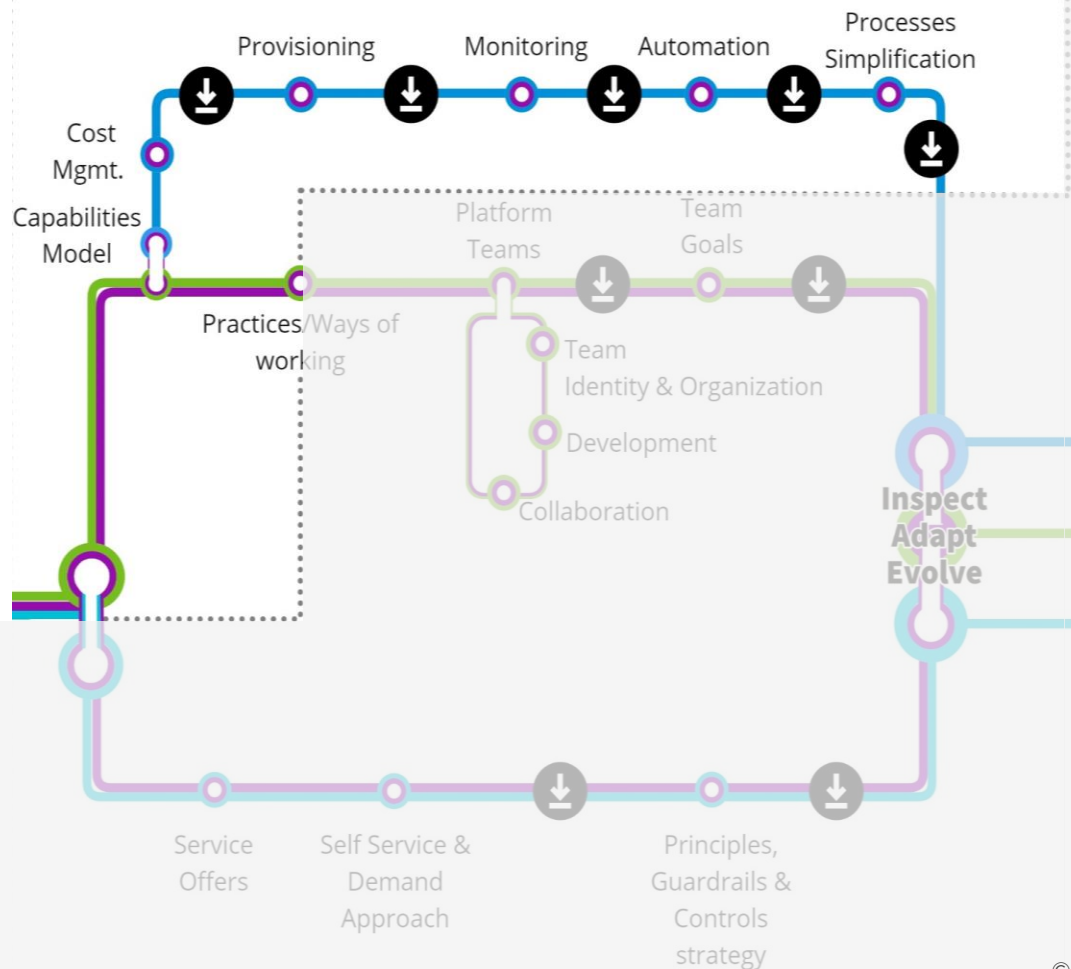 Processes
Provisioning Monitoring Automation Simplification
Cost
Mgmt.
Capabilities
Model
Platform
Teams
Team
Goals
Practices/Ways of
working
Team
Identity & Organization
Development
Collaboration
Inspect
Adapt
Evolve
Service
Offers
Self Service &
Demand
Approach
Principles,
Guardrails &
Controls
strategy
©